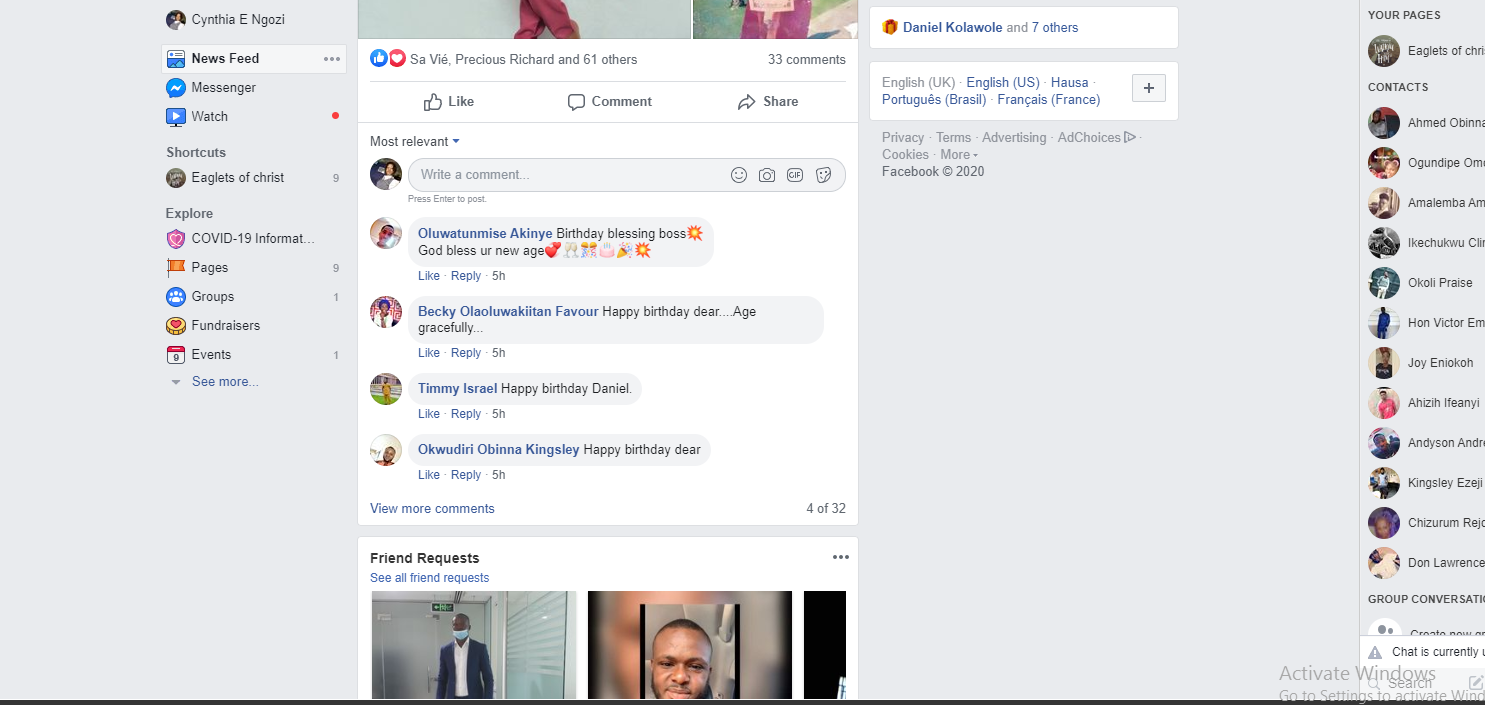 Cynthia E Ngozi
News Feed
Messenger
Watch
Shortcuts
Eaglets of christ 9
Explore
COVID-19 Informat...
Pages 9
Groups 1
Fundraisers
Events 1
See more...
Sa Vié, Precious Richard and 61 others 33 comments
Like Comment Share
Most relevant
Write a comment...
GIF
Press Enter to post.
Oluwatunmise Akinye Birthday blessing boss💥
God bless ur new age💕🥂🎊🎂🎉💥
Like · Reply · 5h
Becky Olaoluwakiitan Favour Happy birthday dear....Age
gracefully...
Like · Reply · 5h
Timmy Israel Happy birthday Daniel.
Like · Reply · 5h
Okwudiri Obinna Kingsley Happy birthday dear
Like · Reply · 5h
View more comments 4 of 32
Friend Requests
See all friend requests
Daniel Kolawole and 7 others
English (UK) · English (US) · Hausa ·
Português (Brasil) · Français (France)
Privacy · Terms · Advertising · AdChoices ·
Cookies · More
Facebook © 2020
YOUR PAGES
Eaglets of chri
CONTACTS
Ahmed Obinna
Ogundipe Omo
Amalemba Am
Ikechukwu Clin
Okoli Praise
Hon Victor Em
Joy Eniokoh
Ahizih Ifeanyi
Andyson Andre
Kingsley Ezeji
Chizurum Rejo
Don Lawrence
GROUP CONVERSATIO
Create new gr
Chat is currently u
Search
Activate Windows
Go to Settings to activate Wind